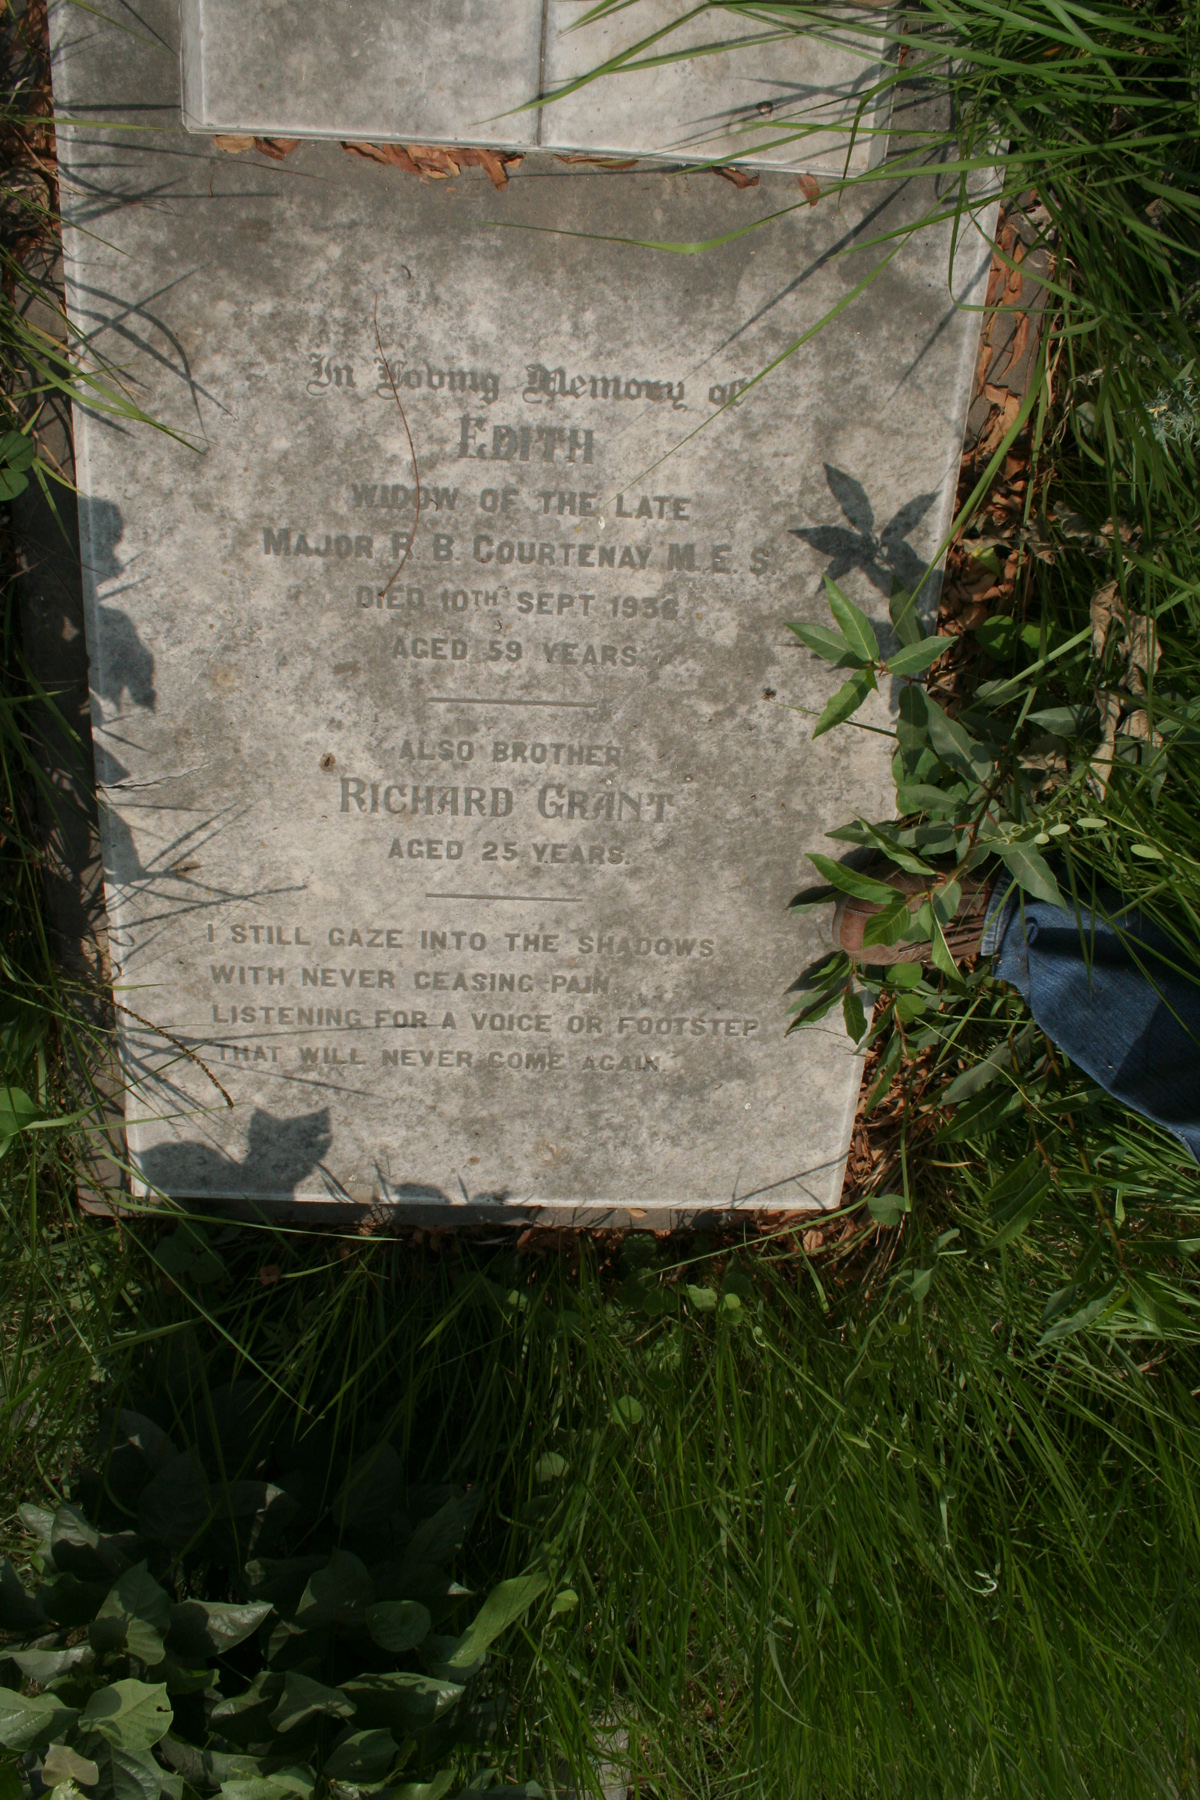 In Loving Memory of
EDITH
WIDOW OF THE LATE
MAJOR R. B. COURTENAY M.E.S.
DIED 10TH SEPT 1936.
AGED 59 YEARS.
ALSO BROTHER
RICHARD GRANT.
AGED 25 YEARS.
I STILL GAZE INTO THE SHADOWS
WITH NEVER CEASING PAIN.
LISTENING FOR A VOICE OR FOOTSTEP
THAT WILL NEVER COME AGAIN.